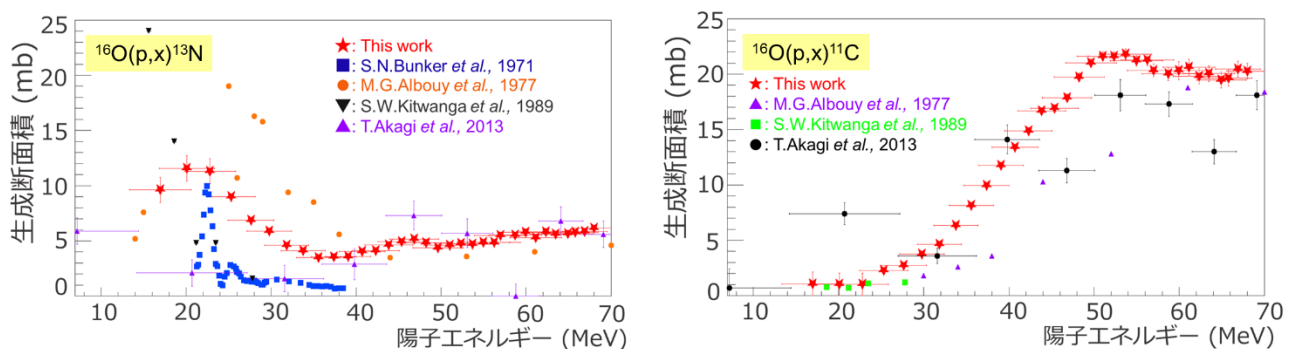 25
20
15
10
5
0
生成断面積 (mb)
¹⁶O(p,x)¹³N
: This work
: S.N.Bunker et al., 1971
: M.G.Albouy et al., 1977
: S.W.Kitwanga et al., 1989
: T.Akagi et al., 2013
10 20 30 40 50 60 70
陽子エネルギー (MeV)
25
20
15
10
5
0
生成断面積 (mb)
¹⁶O(p,x)¹¹C
: This work
: M.G.Albouy et al., 1977
: S.W.Kitwanga et al., 1989
: T.Akagi et al., 2013
10 20 30 40 50 60 70
陽子エネルギー (MeV)